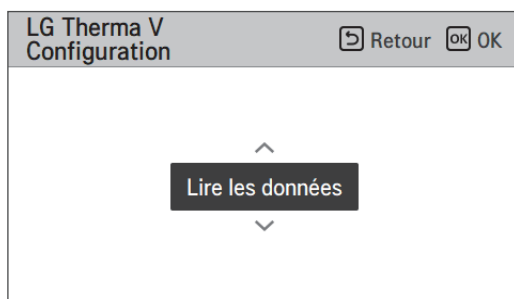 LG Therma V
Configuration
Retour OK OK
Lire les données